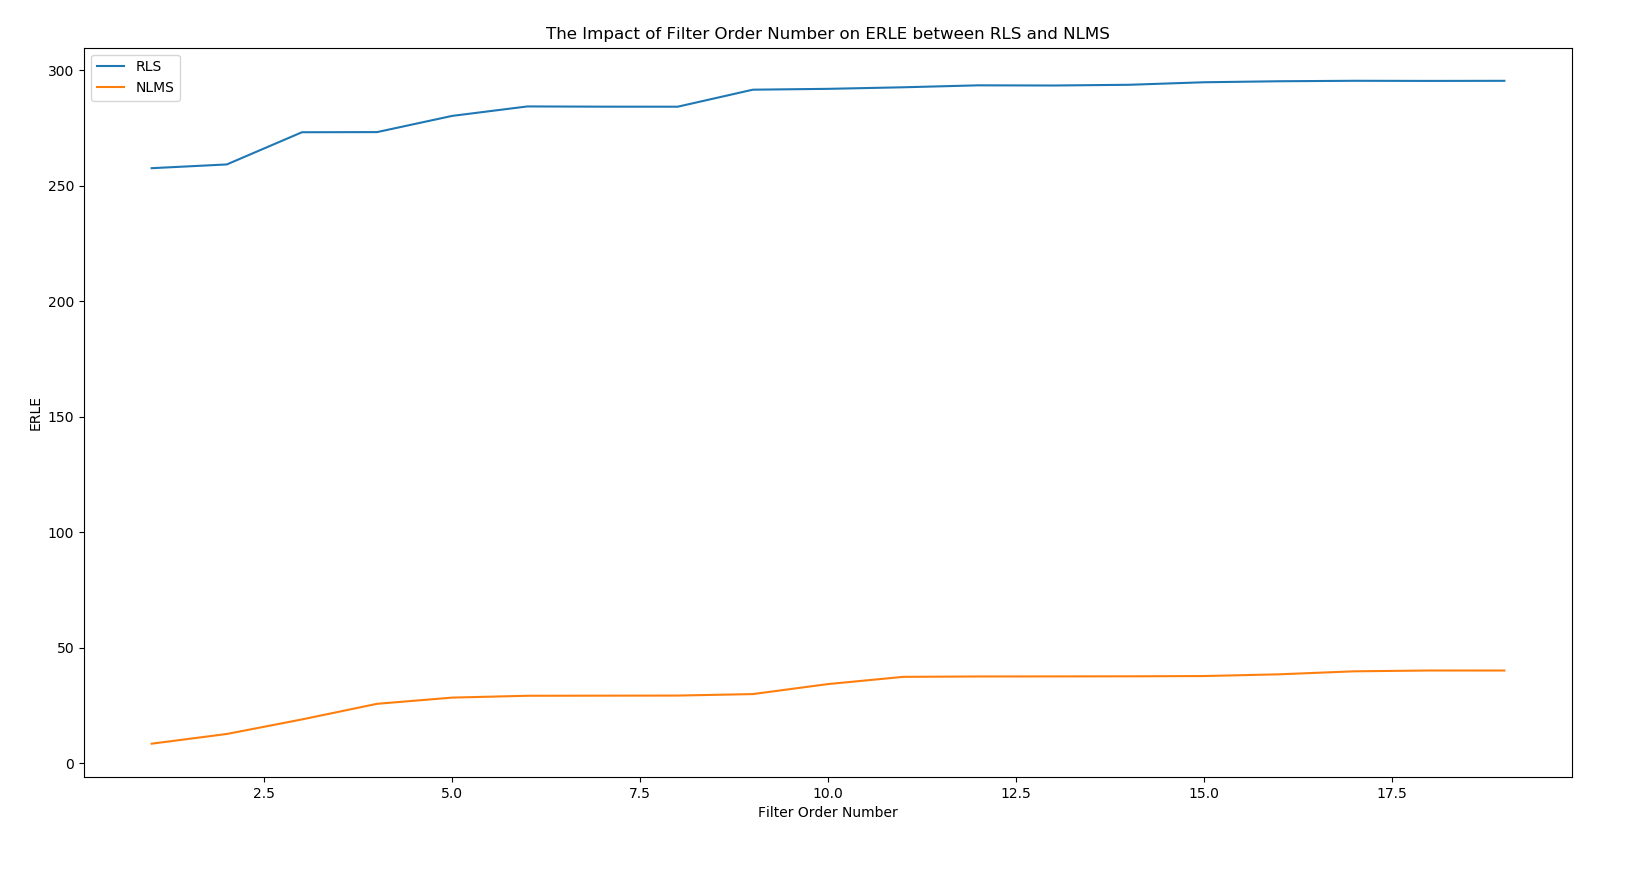 The Impact of Filter Order Number on ERLE between RLS and NLMS
RLS
NLMS
300
250
200
150
100
50
0
ERLE
2.5 5.0 7.5 10.0 12.5 15.0 17.5
Filter Order Number